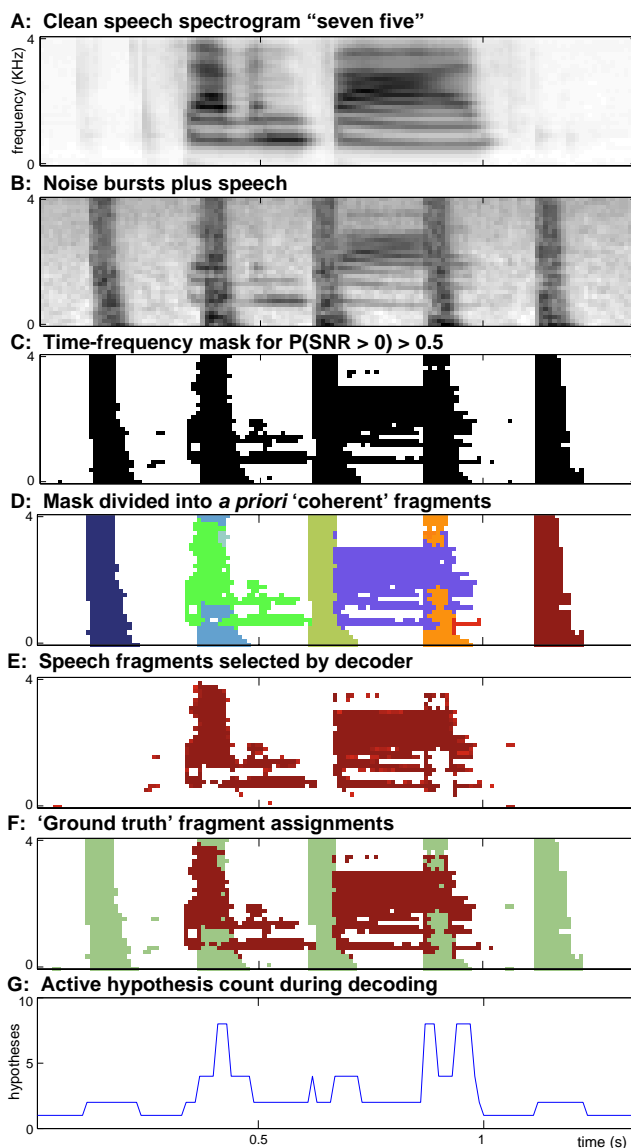 A: Clean speech spectrogram “seven five”
4
frequency (KHz)
0
B: Noise bursts plus speech
4
0
C: Time-frequency mask for P(SNR > 0) > 0.5
4
0
D: Mask divided into a priori ‘coherent’ fragments
4
0
E: Speech fragments selected by decoder
4
0
F: ‘Ground truth’ fragment assignments
4
0
G: Active hypothesis count during decoding
10
hypotheses
5
0
0.5 1 time (s)